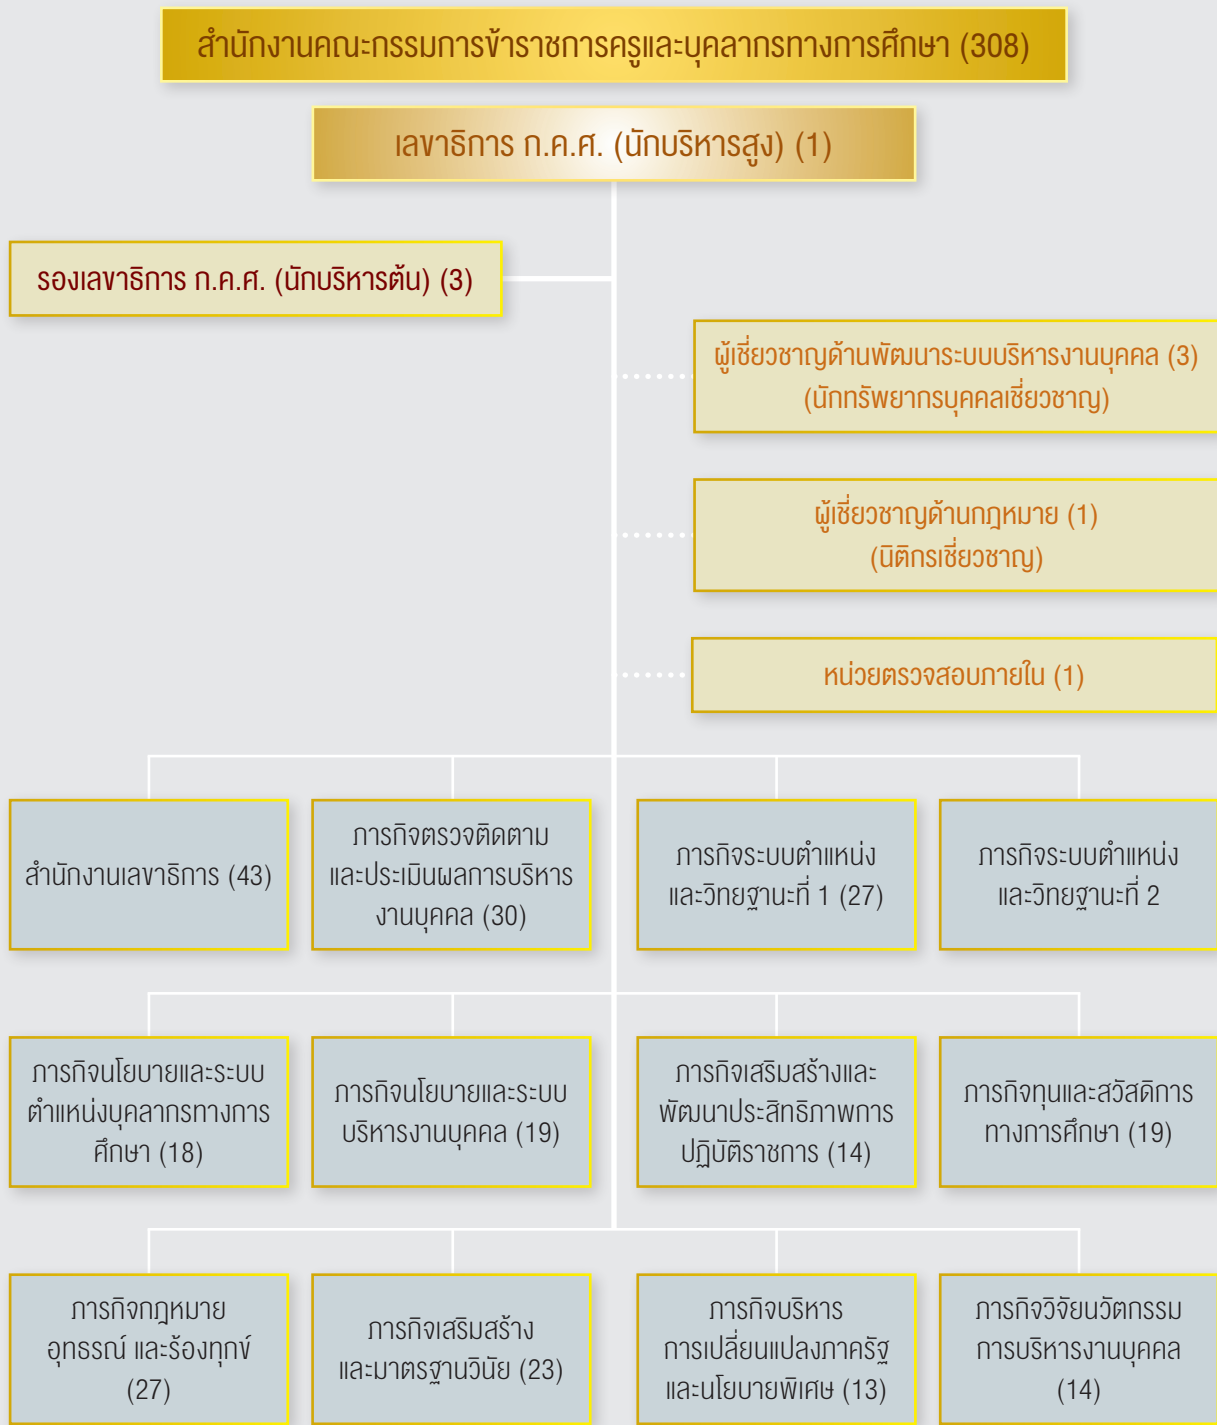 สำนักงานคณะกรรมการข้าราชการครูและบุคลากรทางการศึกษา (308)
เลขาธิการ ก.ค.ศ. (นักบริหารสูง) (1)
รองเลขาธิการ ก.ค.ศ. (นักบริหารต้น) (3)
ผู้เชี่ยวชาญด้านพัฒนาระบบบริหารงานบุคคล (3)
(นักทรัพยากรบุคคลเชี่ยวชาญ)
ผู้เชี่ยวชาญด้านกฎหมาย (1)
(นิติกรเชี่ยวชาญ)
หน่วยตรวจสอบภายใน (1)
สำนักงานเลขาธิการ (43)
ภารกิจตรวจติดตาม
และประเมินผลการบริหาร
งานบุคคล (30)
ภารกิจระบบตำแหน่ง
และวิทยฐานะที่ 1 (27)
ภารกิจระบบตำแหน่ง
และวิทยฐานะที่ 2
ภารกิจนโยบายและระบบ
ตำแหน่งบุคลากรทางการ
ศึกษา (18)
ภารกิจนโยบายและระบบ
บริหารงานบุคคล (19)
ภารกิจเสริมสร้างและ
พัฒนาประสิทธิภาพการ
ปฏิบัติราชการ (14)
ภารกิจทุนและสวัสดิการ
ทางการศึกษา (19)
ภารกิจกฎหมาย
อุทธรณ์ และร้องทุกข์
(27)
ภารกิจเสริมสร้าง
และมาตรฐานวินัย (23)
ภารกิจบริหาร
การเปลี่ยนแปลงภาครัฐ
และนโยบายพิเศษ (13)
ภารกิจวิจัยนวัตกรรม
การบริหารงานบุคคล
(14)